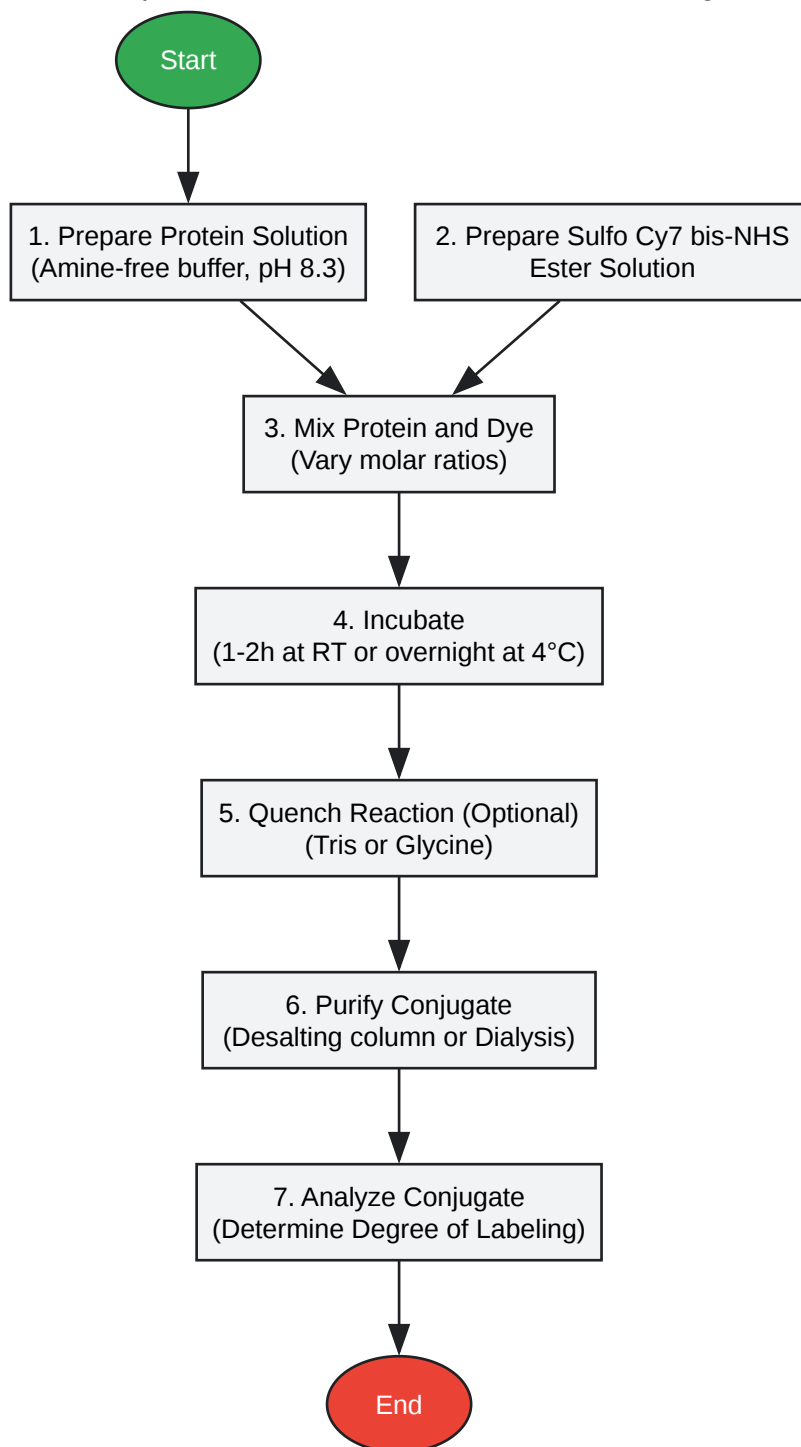 Start
1. Prepare Protein Solution
(Amine-free buffer, pH 8.3)
2. Prepare Sulfo Cy7 bis-NHS
Ester Solution
3. Mix Protein and Dye
(Vary molar ratios)
4. Incubate
(1-2h at RT or overnight at 4°C)
5. Quench Reaction (Optional)
(Tris or Glycine)
6. Purify Conjugate
(Desalting column or Dialysis)
7. Analyze Conjugate
(Determine Degree of Labeling)
End